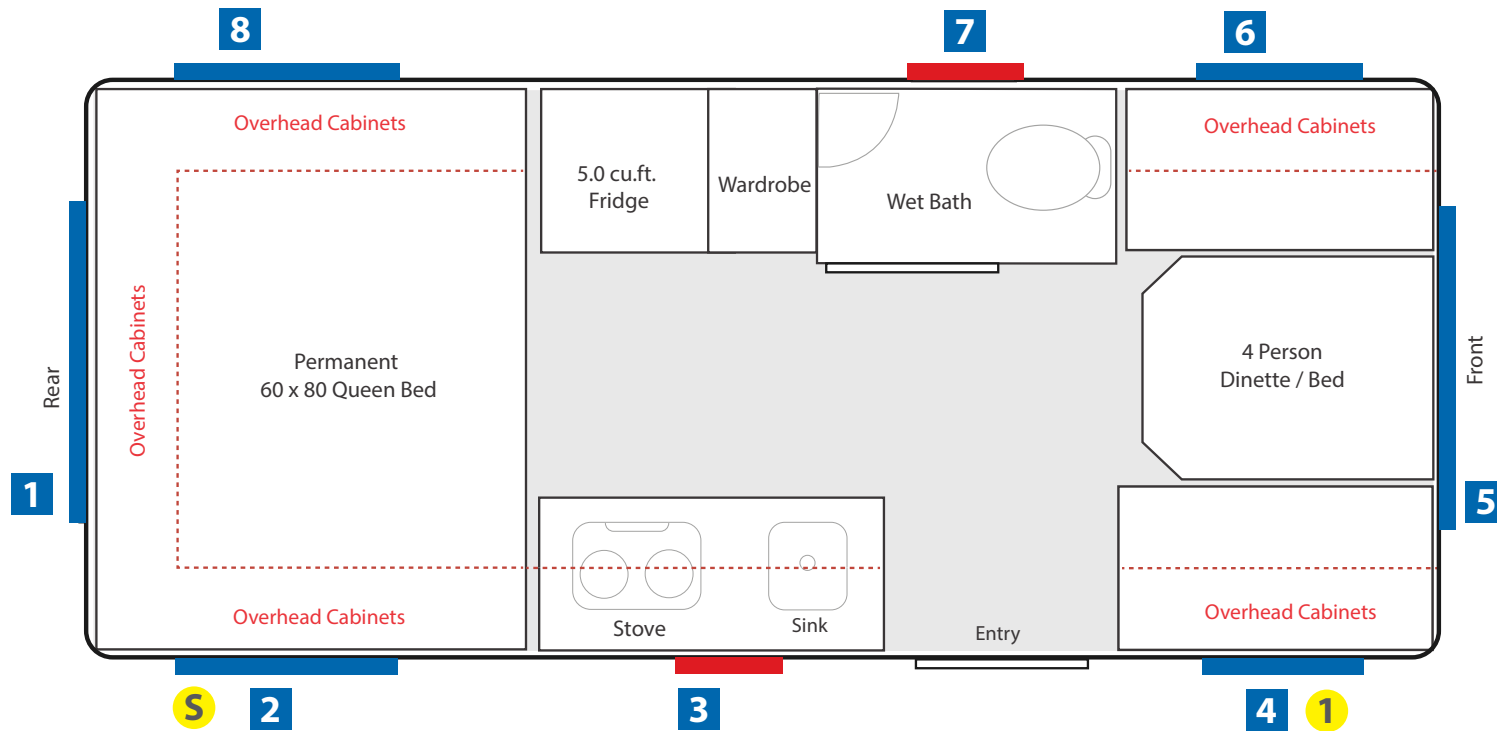 8
7
6
Overhead Cabinets
Overhead Cabinets
5.0 cu.ft.
Fridge
Wardrobe
Wet Bath
Rear
Overhead Cabinets
Permanent
60 x 80 Queen Bed
4 Person
Dinette / Bed
Front
1
5
Overhead Cabinets
Stove
Sink
Entry
Overhead Cabinets
S
2
3
4
1